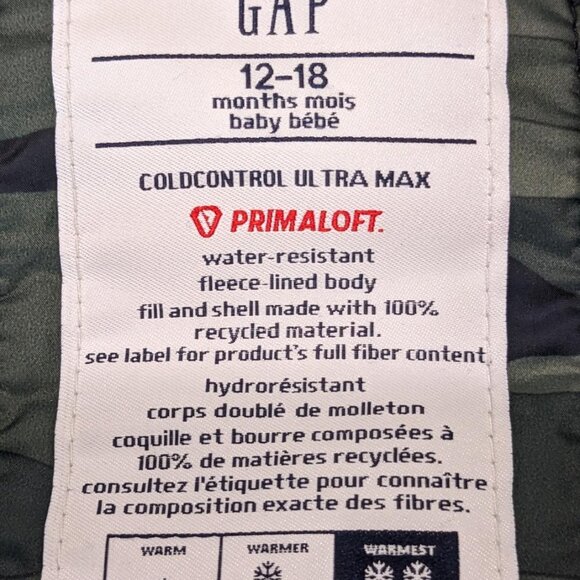 GAP
12–18
months mois
baby bébé
COLDCONTROL ULTRA MAX
PRIMALOFT.
water-resistant
fleece-lined body
fill and shell made with 100%
recycled material.
see label for product's full fiber content
hydrorésistant
corps doublé de molleton
coquille et bourre composées à
100% de matières recyclées.
consultez l'étiquette pour connaître
la composition exacte des fibres.
WARM WARMER WARMEST